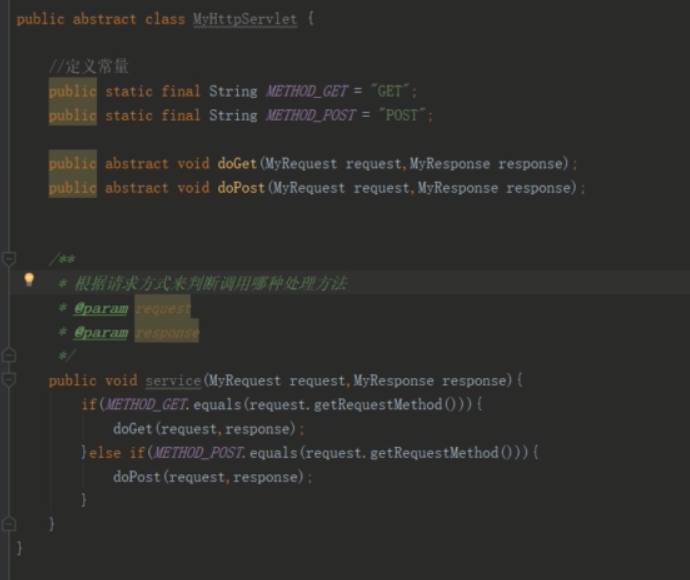 public abstract class MyHttpServlet {
//定义常量
public static final String METHOD_GET = "GET";
public static final String METHOD_POST = "POST";
public abstract void doGet(MyRequest request,MyResponse response);
public abstract void doPost(MyRequest request,MyResponse response);
/**
* 根据请求方式来判断调用哪种处理方法
* @param request
* @param response
*/
public void service(MyRequest request,MyResponse response){
if(METHOD_GET.equals(request.getRequestMethod())){
doGet(request,response);
}else if(METHOD_POST.equals(request.getRequestMethod())){
doPost(request,response);
}
}
}